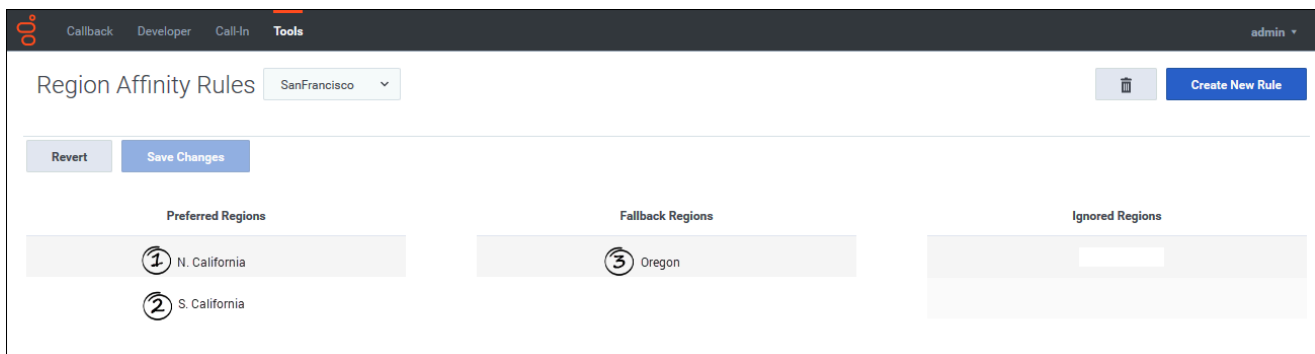 Callback Developer Call-In Tools admin
Region Affinity Rules SanFrancisco Create New Rule
Revert Save Changes
Preferred Regions Fallback Regions Ignored Regions
1 N. California 3 Oregon
2 S. California